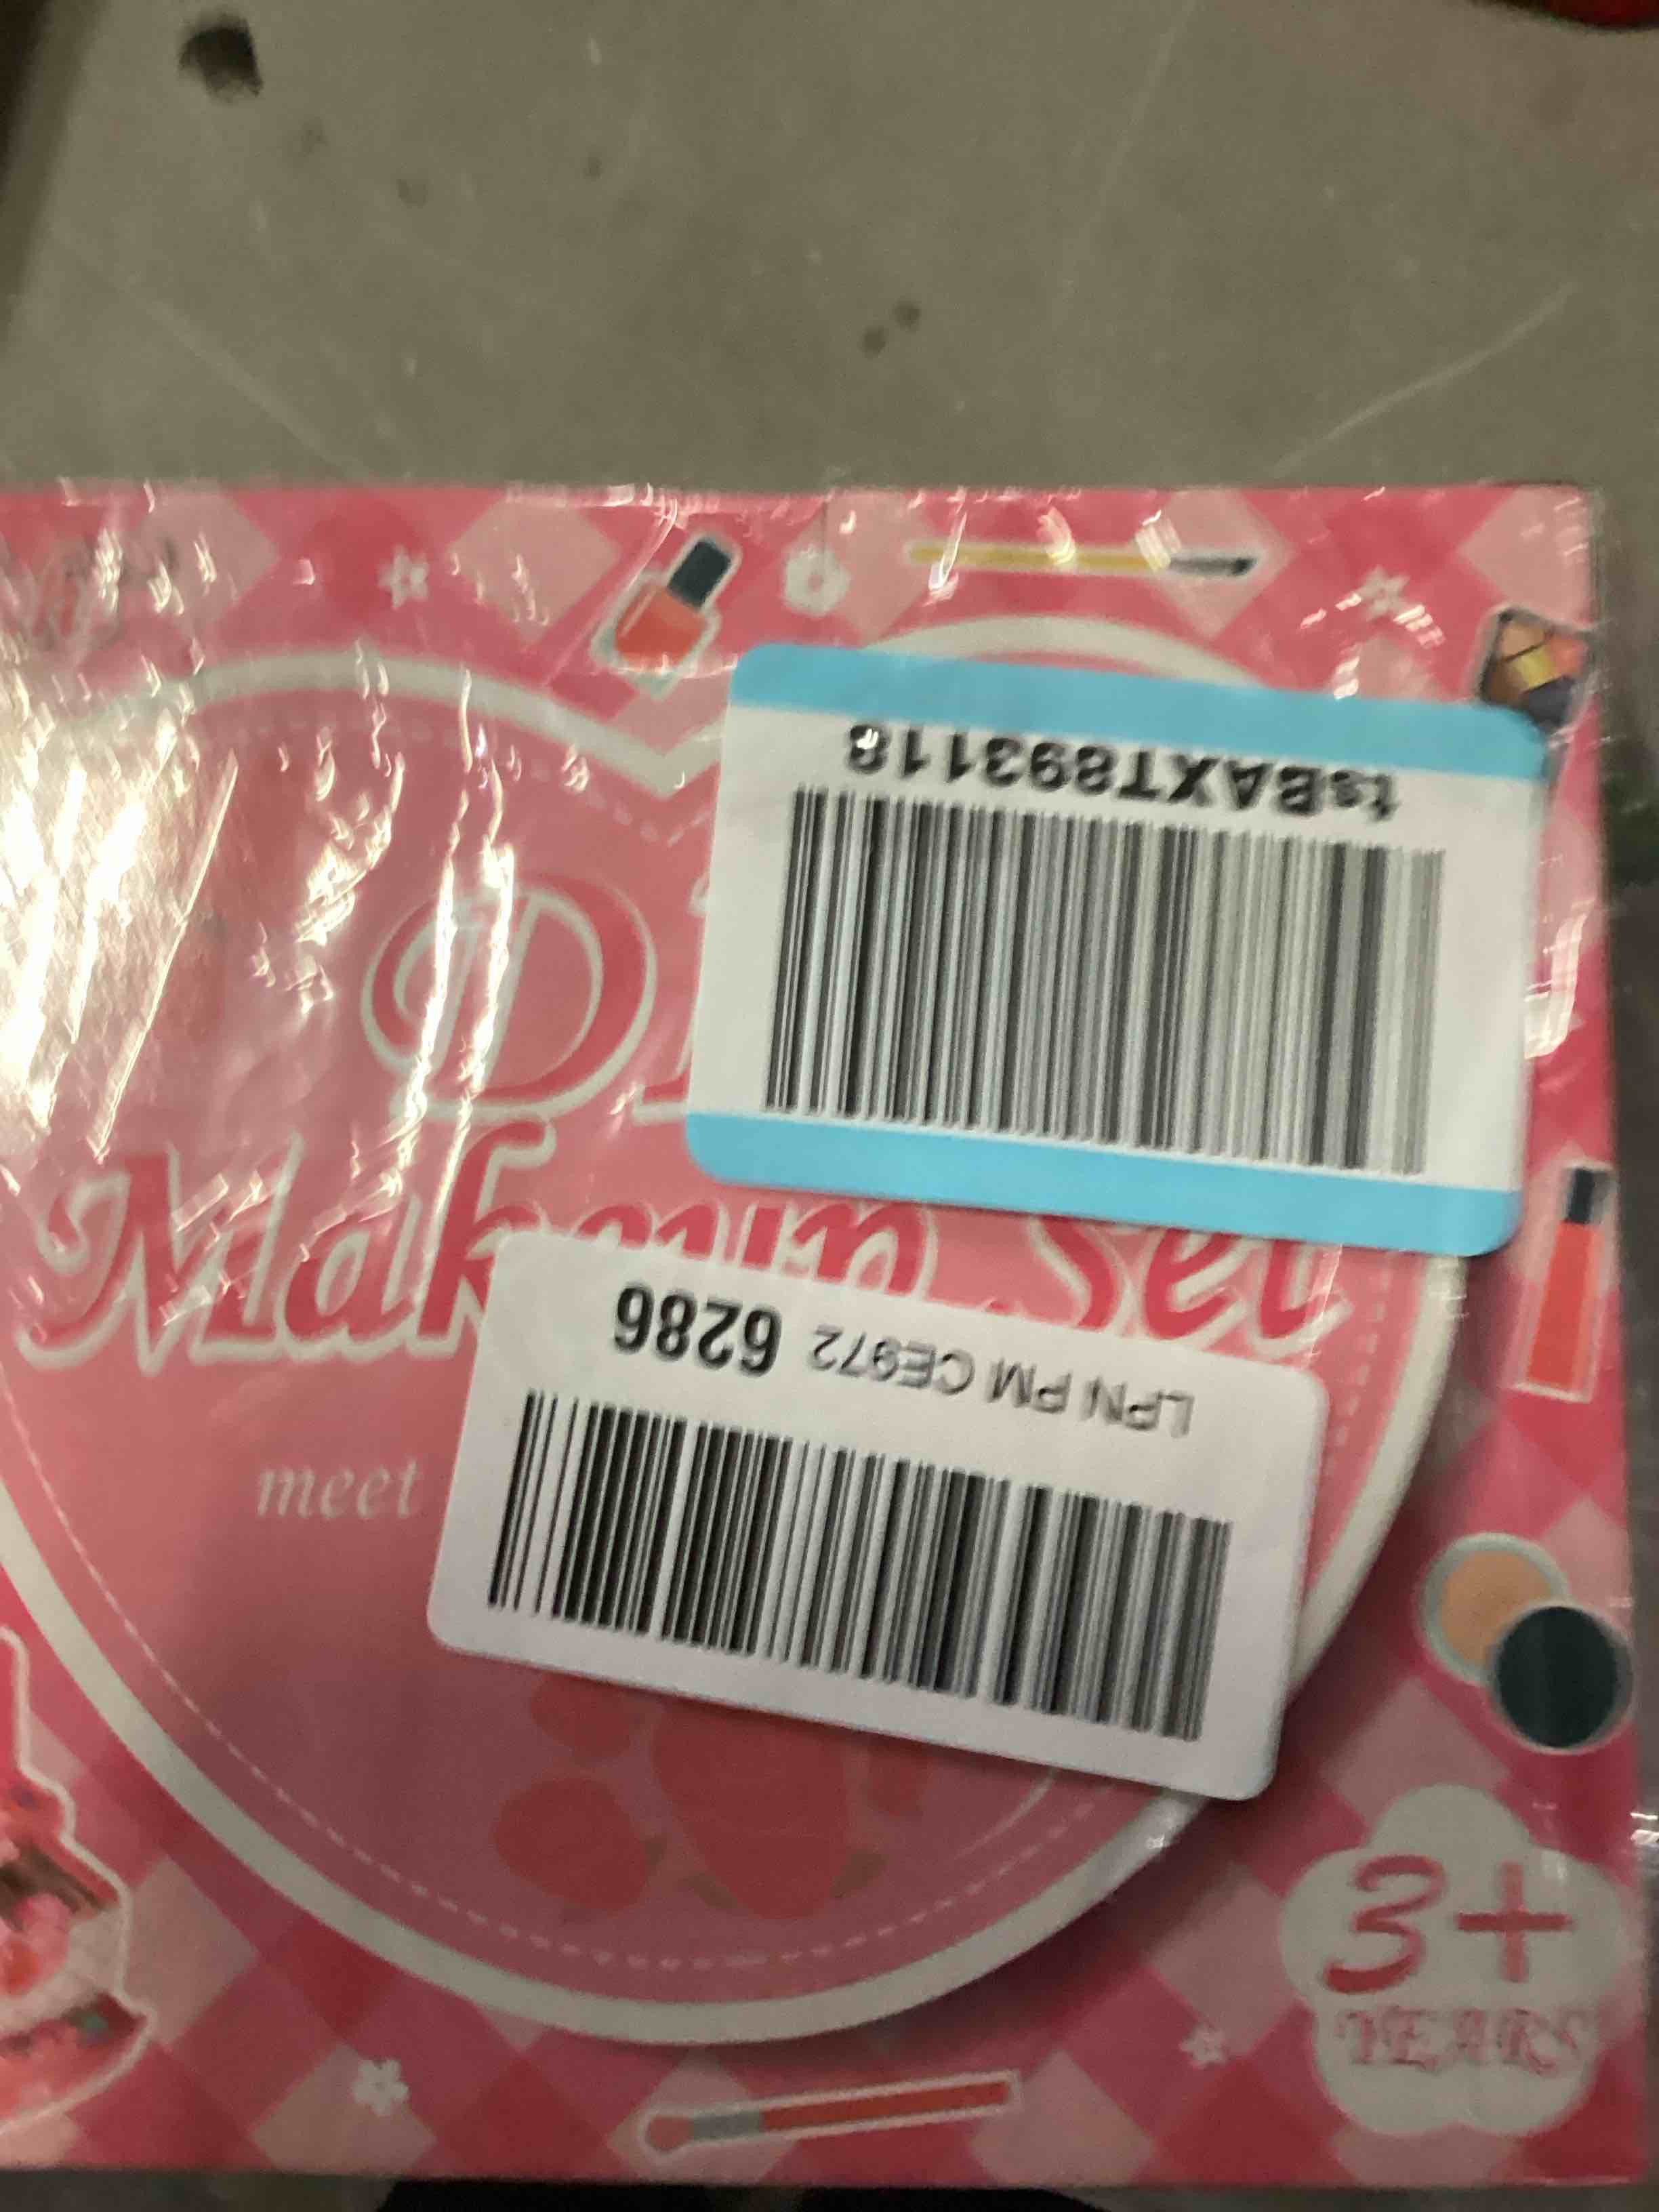 tsBAXT893118
Makeup Set
LPN PM CE972 6286
meet
3+
YEARS